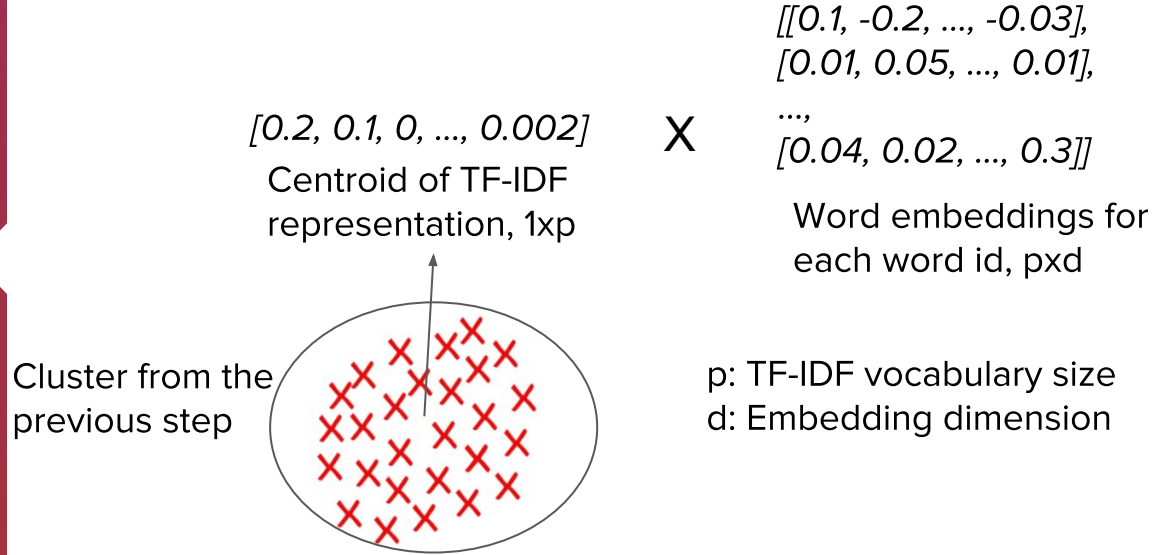 [[0.1, -0.2, ..., -0.03],
[0.01, 0.05, ..., 0.01],
...,
[0.04, 0.02, ..., 0.3]]
[0.2, 0.1, 0, ..., 0.002]
X
Centroid of TF-IDF
representation, 1xp
Word embeddings for
each word id, pxd
Cluster from the
previous step
p: TF-IDF vocabulary size
d: Embedding dimension